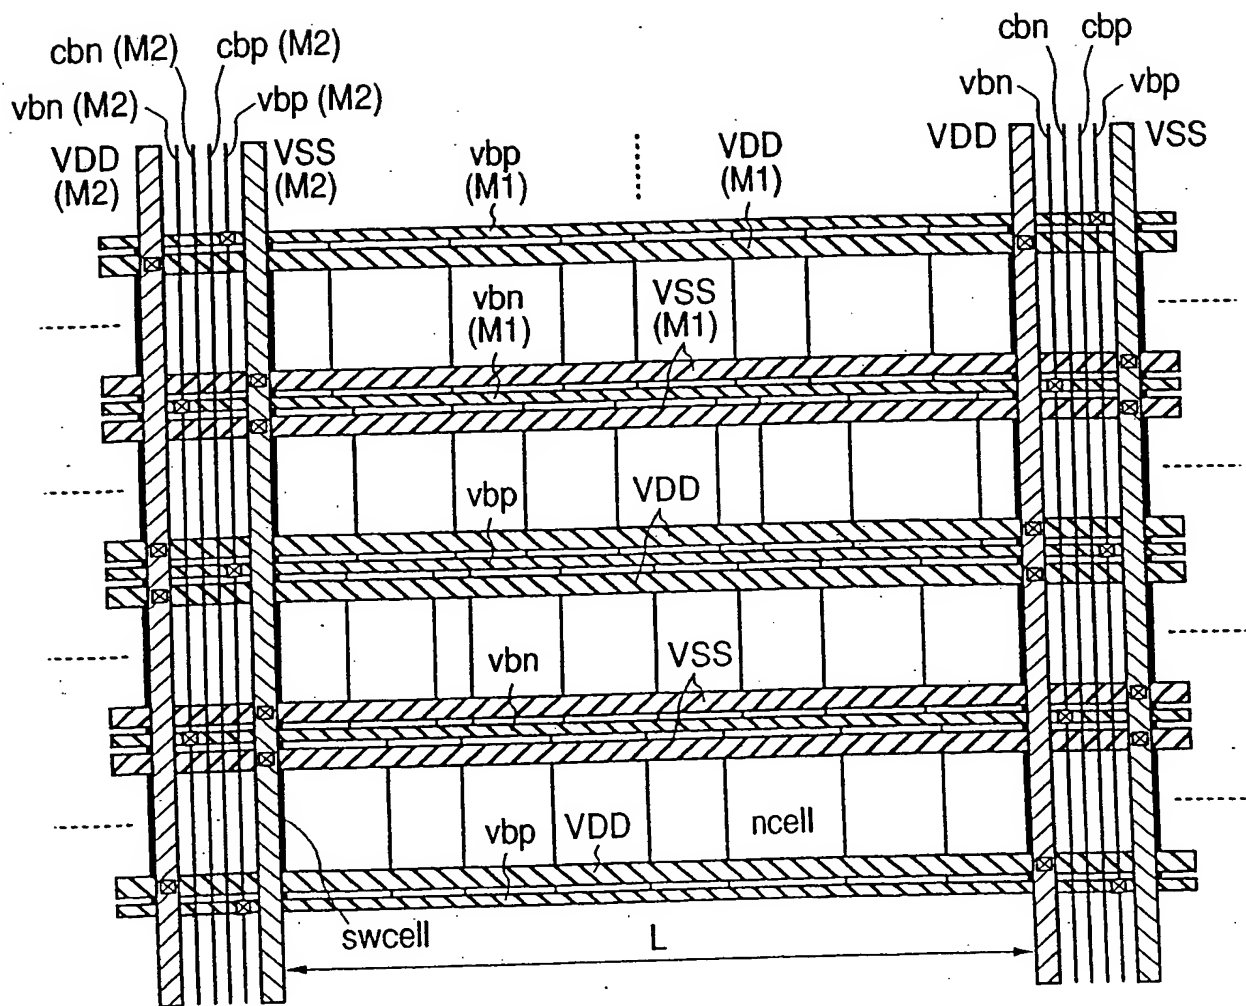 cbn (M2) cbp (M2)
vbn (M2) vbp (M2)
VDD
(M2)
VSS
(M2)
vbp
(M1)
VDD
(M1)
cbn cbp
vbn vbp
VDD VSS
vbn
(M1)
VSS
(M1)
vbp VDD
vbn VSS
vbp VDD ncell
swcell
L